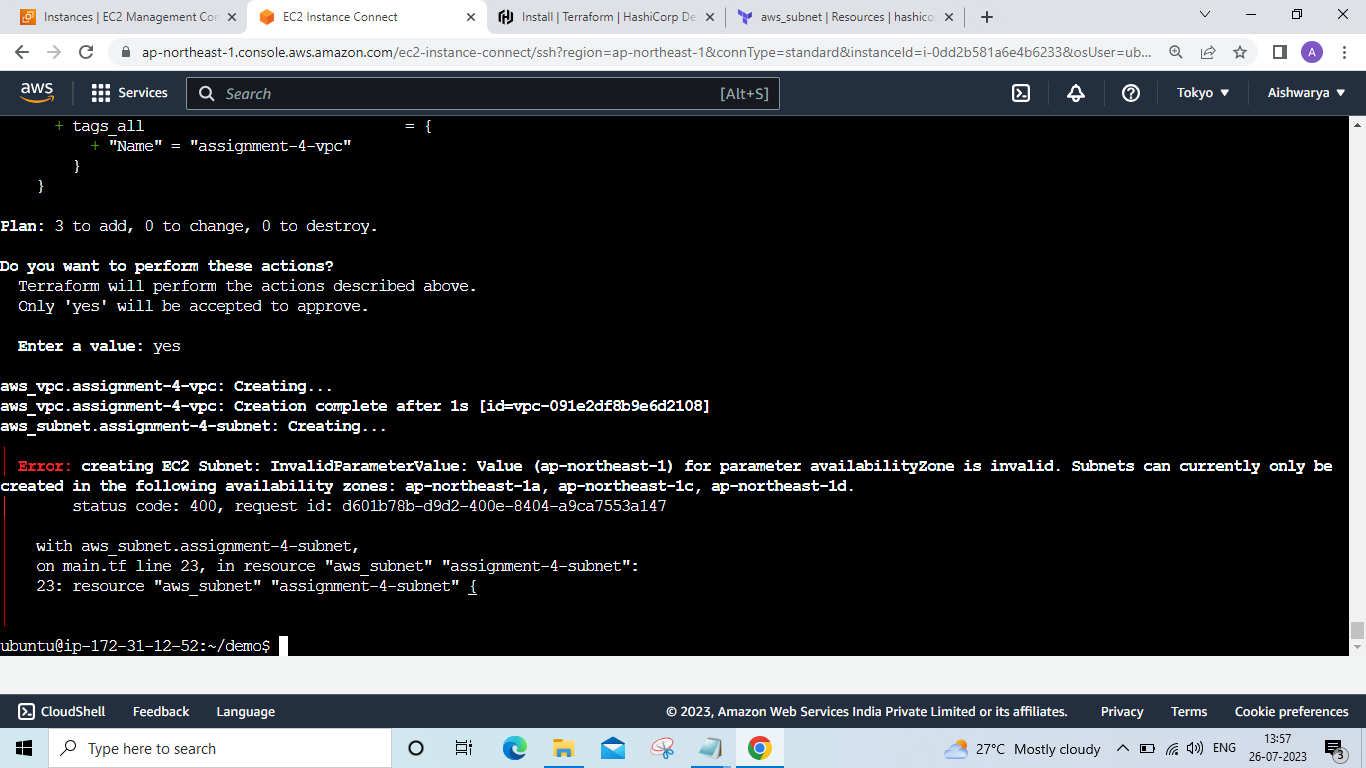 Instances | EC2 Management Con
EC2 Instance Connect
Install | Terraform | HashiCorp De
aws_subnet | Resources | hashico
ap-northeast-1.console.aws.amazon.com/ec2-instance-connect/ssh?region=ap-northeast-1&connType=standard&instanceId=i-0dd2b581a6e4b6233&osUser=ub...
A
aws
Services
Search
[Alt+S]
Tokyo
Aishwarya
+ tags_all = {
+ "Name" = "assignment-4-vpc"
}
}
Plan: 3 to add, 0 to change, 0 to destroy.
Do you want to perform these actions?
Terraform will perform the actions described above.
Only 'yes' will be accepted to approve.
Enter a value: yes
aws_vpc.assignment-4-vpc: Creating...
aws_vpc.assignment-4-vpc: Creation complete after 1s [id=vpc-091e2df8b9e6d2108]
aws_subnet.assignment-4-subnet: Creating...
Error: creating EC2 Subnet: InvalidParameterValue: Value (ap-northeast-1) for parameter availabilityZone is invalid. Subnets can currently only be
created in the following availability zones: ap-northeast-1a, ap-northeast-1c, ap-northeast-1d.
status code: 400, request id: d601b78b-d9d2-400e-8404-a9ca7553a147
with aws_subnet.assignment-4-subnet,
on main.tf line 23, in resource "aws_subnet" "assignment-4-subnet":
23: resource "aws_subnet" "assignment-4-subnet" {
ubuntu@ip-172-31-12-52:~/demo$
CloudShell
Feedback
Language
© 2023, Amazon Web Services India Private Limited or its affiliates.
Privacy
Terms
Cookie preferences
Type here to search
27°C Mostly cloudy
ENG
13:57
26-07-2023
3